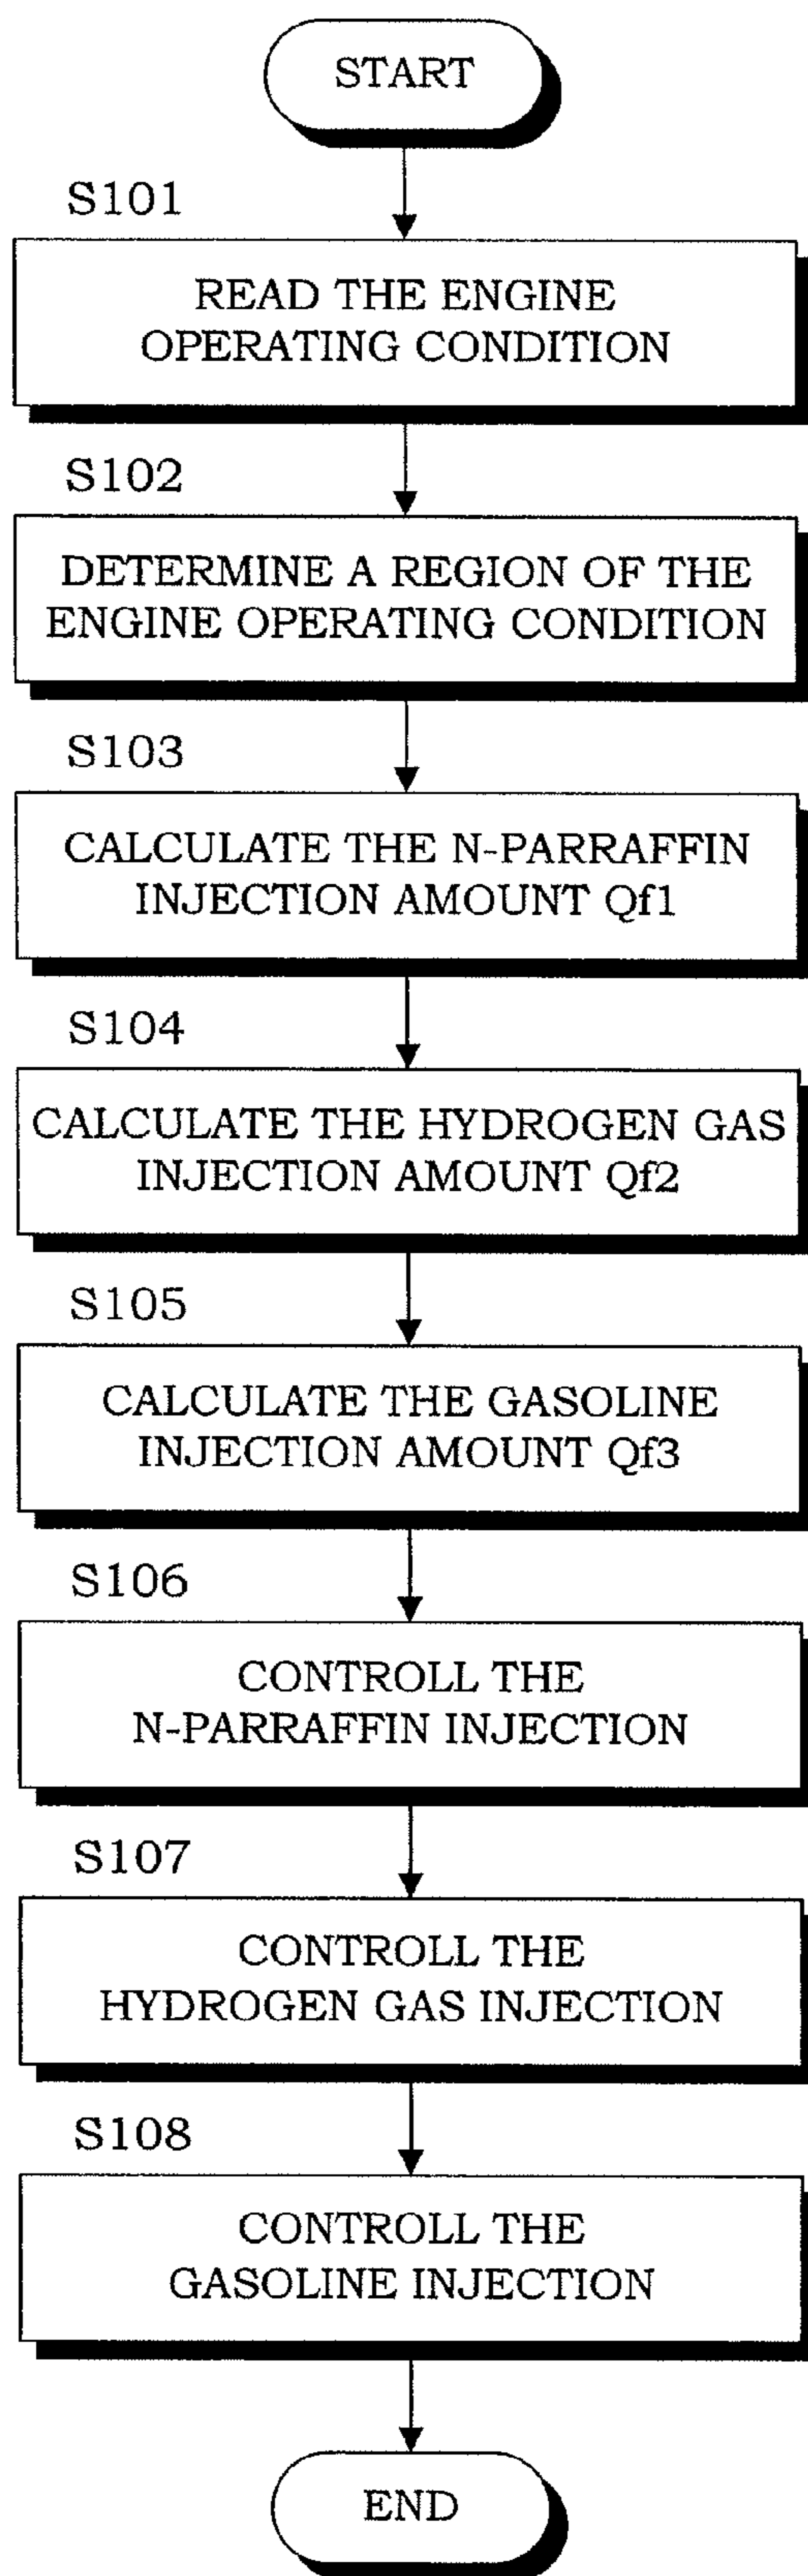 START
S101
READ THE ENGINE
OPERATING CONDITION
S102
DETERMINE A REGION OF THE
ENGINE OPERATING CONDITION
S103
CALCULATE THE N-PARRAFFIN
INJECTION AMOUNT Qf1
S104
CALCULATE THE HYDROGEN GAS
INJECTION AMOUNT Qf2
S105
CALCULATE THE GASOLINE
INJECTION AMOUNT Qf3
S106
CONTROLL THE
N-PARRAFFIN INJECTION
S107
CONTROLL THE
HYDROGEN GAS INJECTION
S108
CONTROLL THE
GASOLINE INJECTION
END